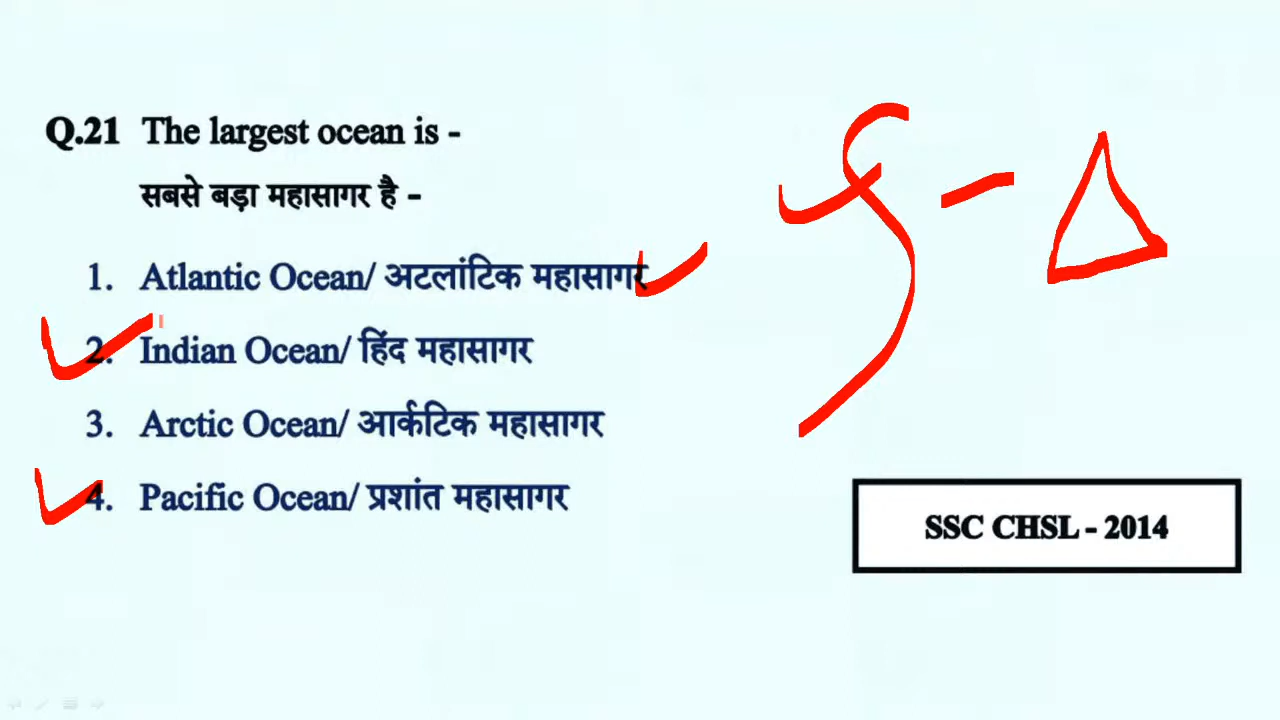 Q.21 The largest ocean is -
सबसे बड़ा महासागर है -
1. Atlantic Ocean/ अटलांटिक महासागर
2. Indian Ocean/ हिंद महासागर
3. Arctic Ocean/ आर्कटिक महासागर
4. Pacific Ocean/ प्रशांत महासागर
SSC CHSL - 2014